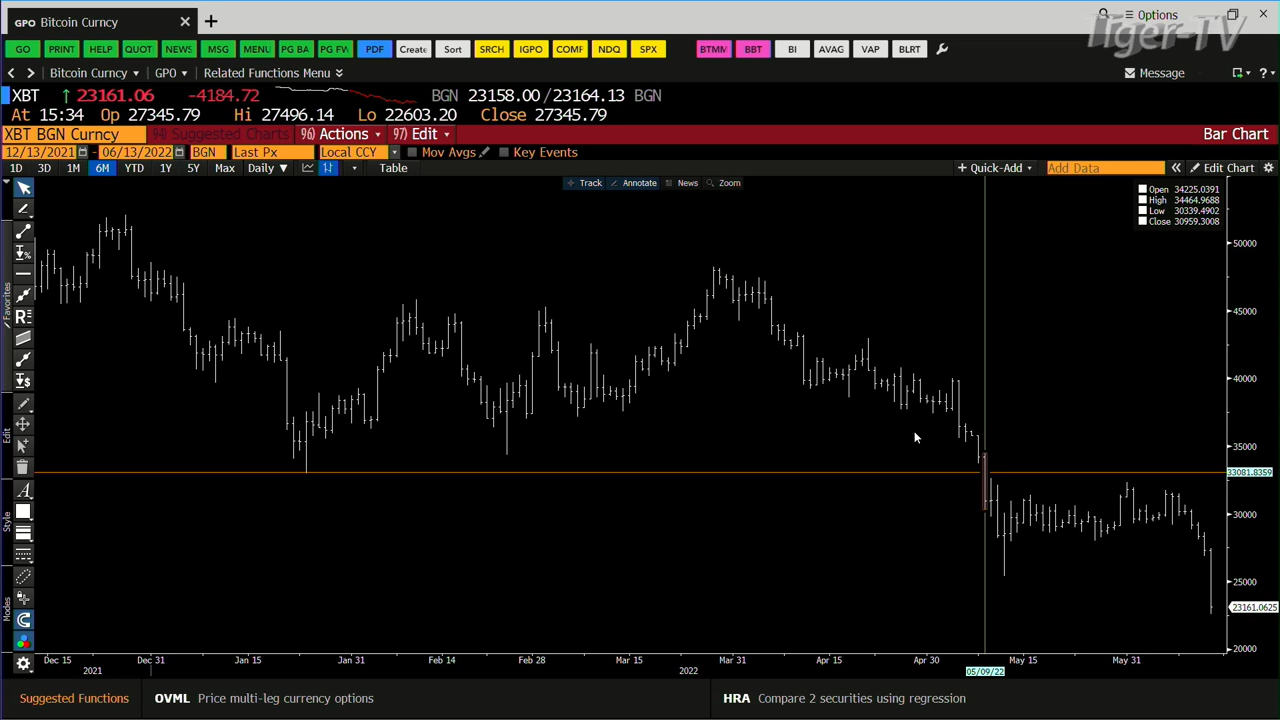 GPO Bitcoin Curncy × +
Options
Tiger-TV
GO PRINT HELP QUOT NEWS MSG MENU PG BA PG FW PDF Create Sort SRCH IGPO COMF NDQ SPX BTMM BBT BI AVAG VAP BLRT
Bitcoin Curncy GPO Related Functions Menu Message ?
XBT ↑ 23161.06 -4184.72 BGN 23158.00/23164.13 BGN
At 15:34 Op 27345.79 Hi 27496.14 Lo 22603.20 Close 27345.79
XBT BGN Curncy 94) Suggested Charts 96) Actions 97) Edit Bar Chart
12/13/2021 - 06/13/2022 BGN Last Px Local CCY Mov Avgs Key Events
1D 3D 1M 6M YTD 1Y 5Y Max Daily Table + Quick-Add Add Data Edit Chart
Track Annotate News Zoom
Open 34225.0391
High 34464.9688
Low 30339.4902
Close 30959.3008
Favorites
Edit
Style
Modes
50000
45000
40000
35000
33081.8359
30000
25000
23161.0625
20000
Dec 15 Dec 31 Jan 15 Jan 31 Feb 14 Feb 28 Mar 15 Mar 31 Apr 15 Apr 30 May 15 May 31
2021 2022 05/09/22
Suggested Functions OVML Price multi-leg currency options HRA Compare 2 securities using regression